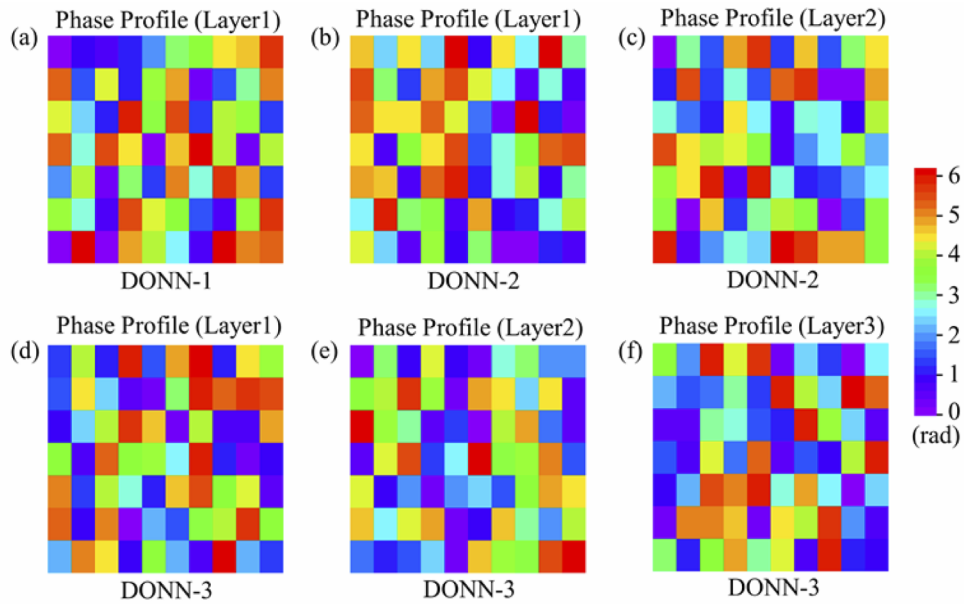 Phase Profile (Layer1)
(a)
DONN-1
Phase Profile (Layer1)
(b)
DONN-2
Phase Profile (Layer2)
(c)
DONN-2
Phase Profile (Layer1)
(d)
DONN-3
Phase Profile (Layer2)
(e)
DONN-3
Phase Profile (Layer3)
(f)
DONN-3
6
5
4
3
2
1
0
(rad)